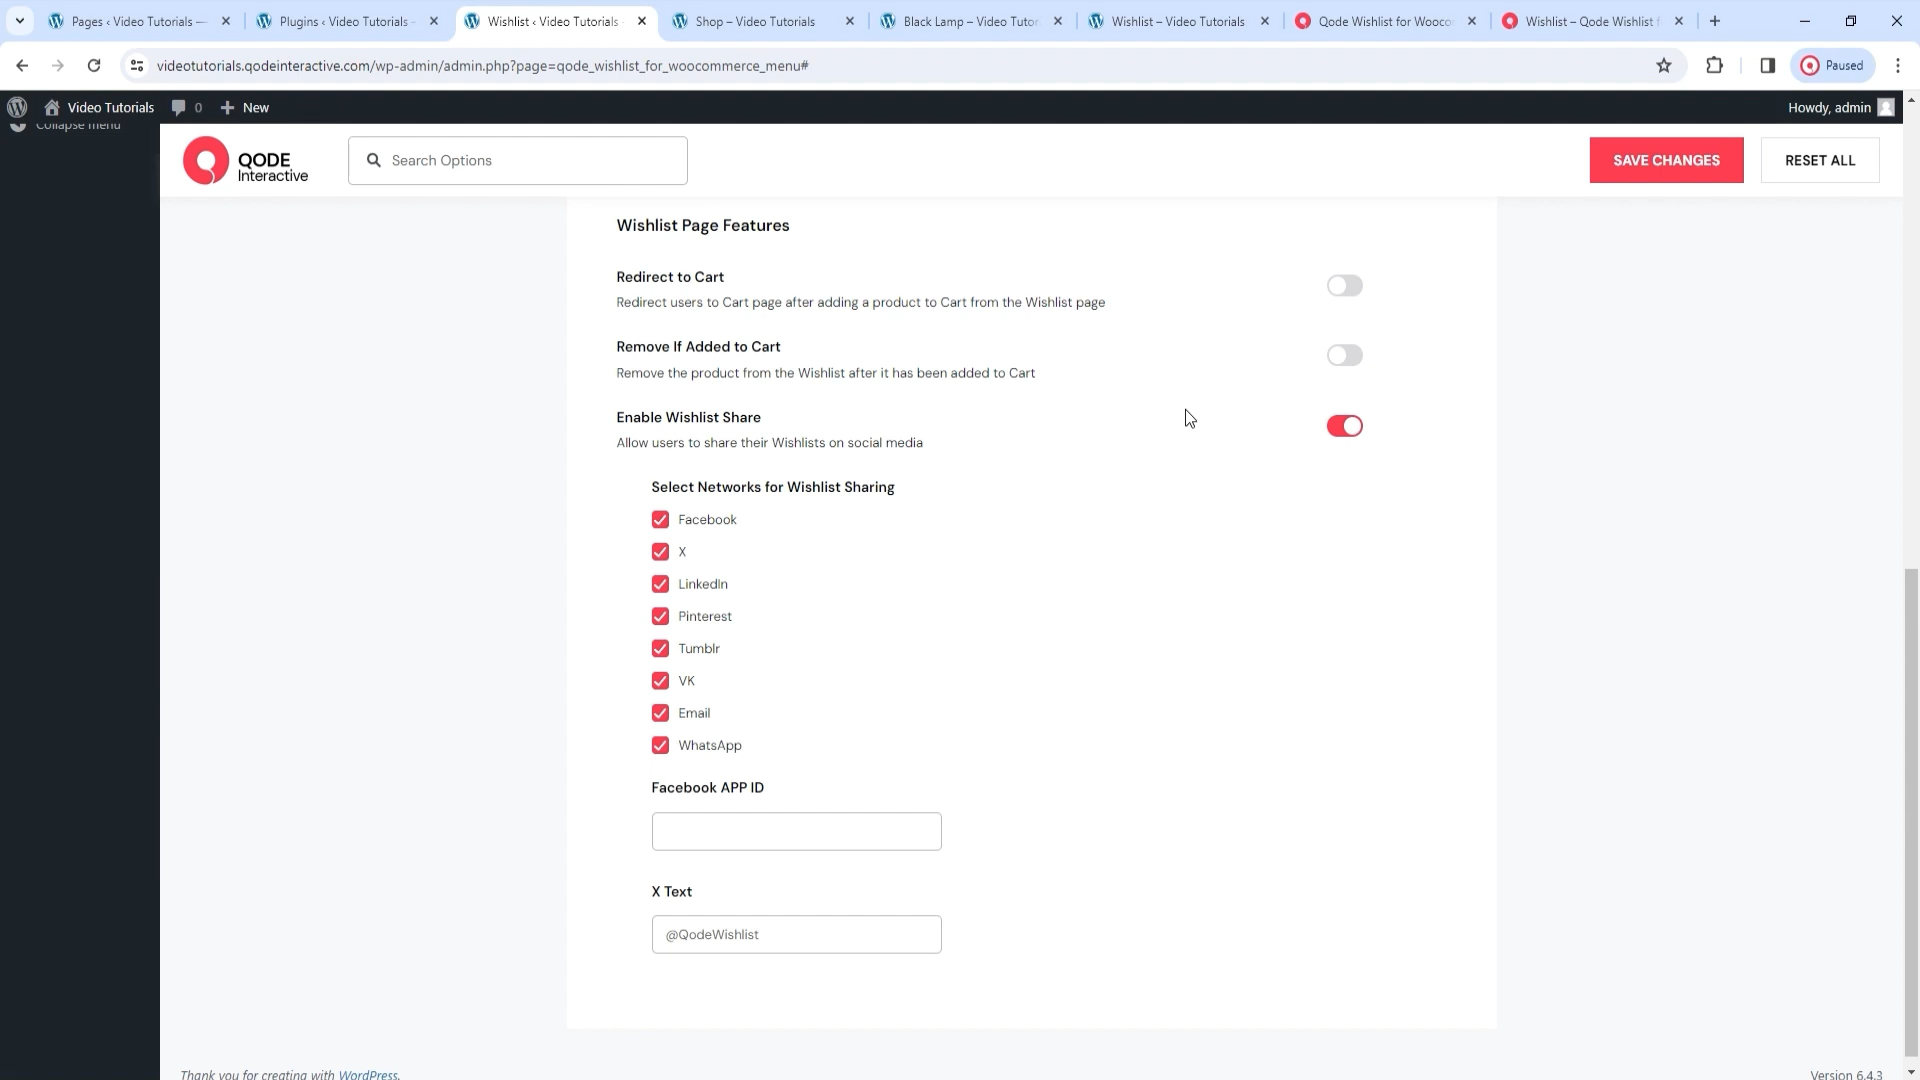 Pages ‹ Video Tutorials —
Plugins ‹ Video Tutorials -
Wishlist ‹ Video Tutorials
Shop – Video Tutorials
Black Lamp – Video Tutor
Wishlist – Video Tutorials
Qode Wishlist for Wooco
Wishlist – Qode Wishlist f
videotutorials.qodeinteractive.com/wp-admin/admin.php?page=qode_wishlist_for_woocommerce_menu#
Paused
Video Tutorials
0
New
Howdy, admin
Collapse menu
QODE
Interactive
Search Options
SAVE CHANGES
RESET ALL
Wishlist Page Features
Redirect to Cart
Redirect users to Cart page after adding a product to Cart from the Wishlist page
Remove If Added to Cart
Remove the product from the Wishlist after it has been added to Cart
Enable Wishlist Share
Allow users to share their Wishlists on social media
Select Networks for Wishlist Sharing
Facebook
X
LinkedIn
Pinterest
Tumblr
VK
Email
WhatsApp
Facebook APP ID
X Text
@QodeWishlist
Thank you for creating with WordPress.
Version 6.4.3